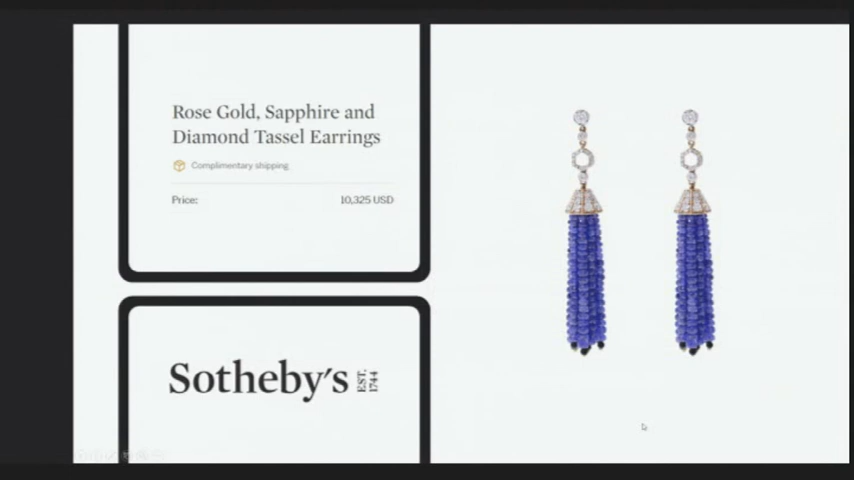 Rose Gold, Sapphire and
Diamond Tassel Earrings
Complimentary shipping
Price: 10,325 USD
Sotheby's EST. 1744